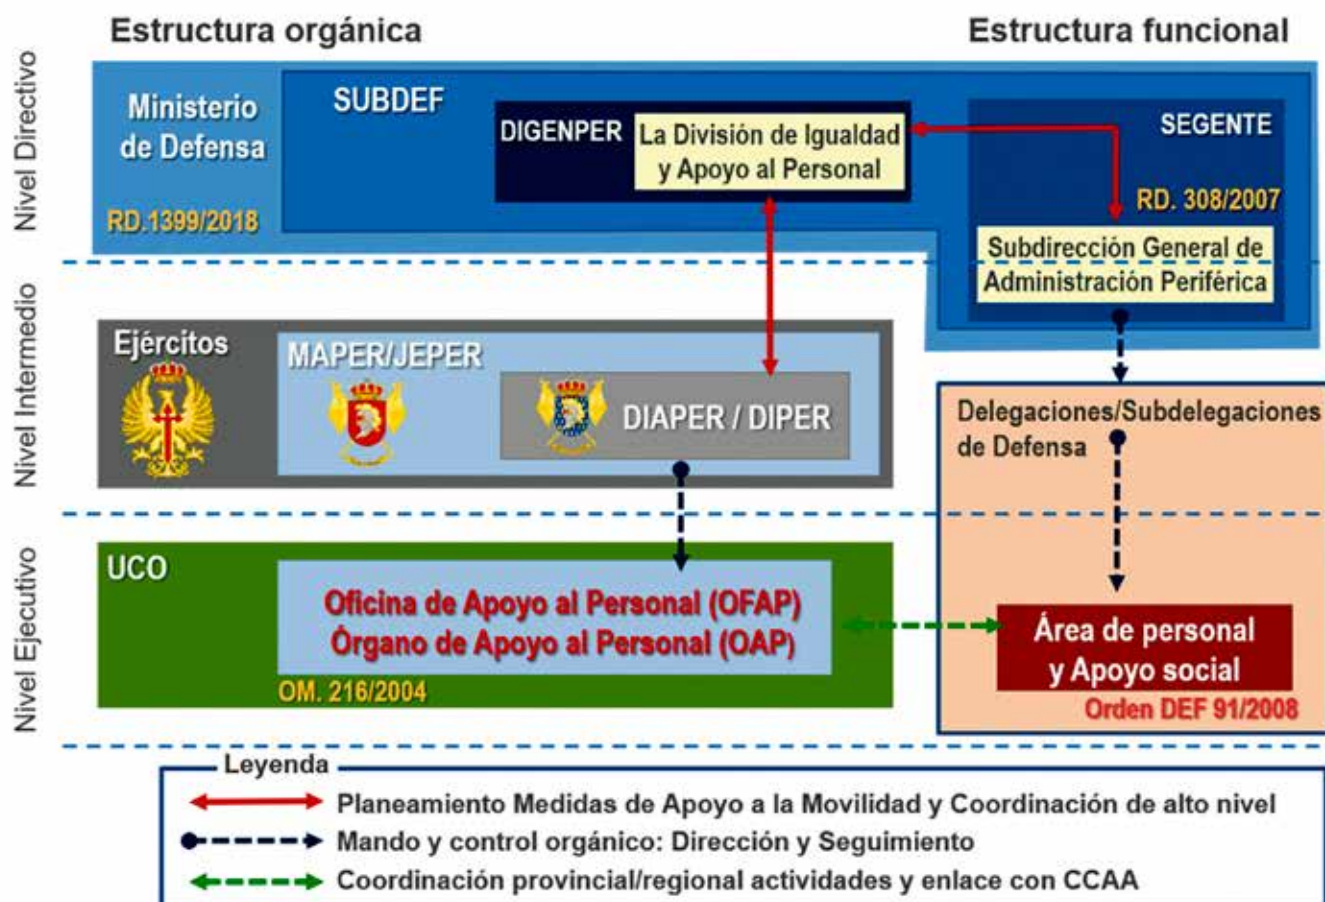 Estructura orgánica
Estructura funcional
Nivel Directivo
Ministerio
de Defensa
RD.1399/2018
SUBDEF
DIGENPER
La División de Igualdad
y Apoyo al Personal
SEGENTE
RD. 308/2007
Subdirección General de
Administración Periférica
Nivel Intermedio
Ejércitos
MAPER/JEPER
DIAPER / DIPER
Delegaciones/Subdelegaciones
de Defensa
Nivel Ejecutivo
UCO
Oficina de Apoyo al Personal (OFAP)
Órgano de Apoyo al Personal (OAP)
OM. 216/2004
Área de personal
y Apoyo social
Orden DEF 91/2008
Leyenda
Planeamiento Medidas de Apoyo a la Movilidad y Coordinación de alto nivel
Mando y control orgánico: Dirección y Seguimiento
Coordinación provincial/regional actividades y enlace con CCAA